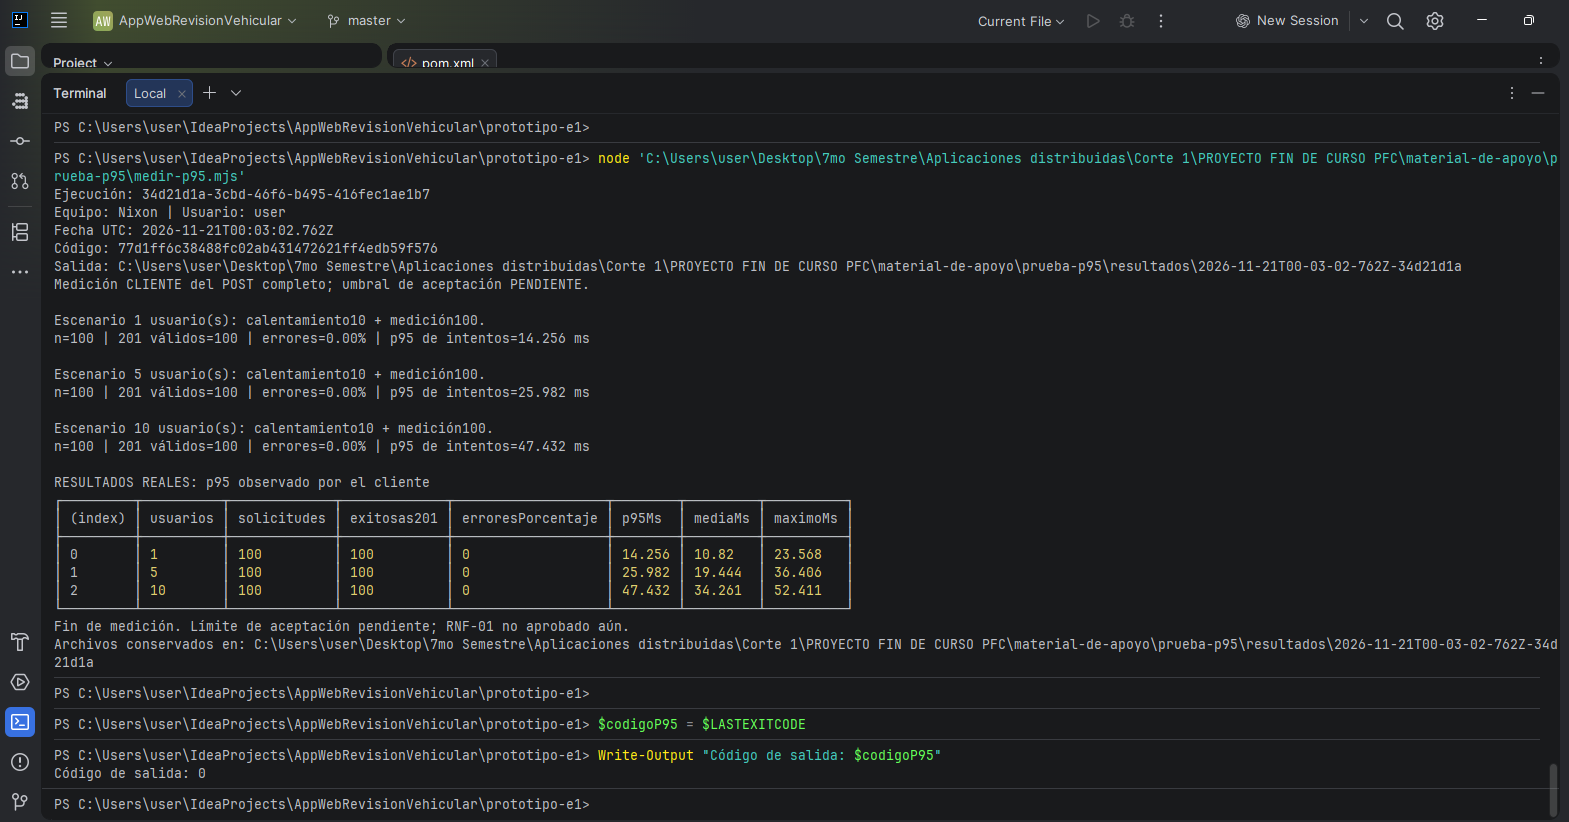 AW AppWebRevisionVehicular master Current File New Session
Project pom.xml
Terminal Local
PS C:\Users\user\IdeaProjects\AppWebRevisionVehicular\prototipo-e1>
PS C:\Users\user\IdeaProjects\AppWebRevisionVehicular\prototipo-e1> node 'C:\Users\user\Desktop\7mo Semestre\Aplicaciones distribuidas\Corte 1\PROYECTO FIN DE CURSO PFC\material-de-apoyo\p
rueba-p95\medir-p95.mjs'
Ejecución: 34d21d1a-3cbd-46f6-b495-416fec1ae1b7
Equipo: Nixon | Usuario: user
Fecha UTC: 2026-11-21T00:03:02.762Z
Código: 77d1ff6c38488fc02ab431472621ff4edb59f576
Salida: C:\Users\user\Desktop\7mo Semestre\Aplicaciones distribuidas\Corte 1\PROYECTO FIN DE CURSO PFC\material-de-apoyo\prueba-p95\resultados\2026-11-21T00-03-02-762Z-34d21d1a
Medición CLIENTE del POST completo; umbral de aceptación PENDIENTE.
Escenario 1 usuario(s): calentamiento10 + medición100.
n=100 | 201 válidos=100 | errores=0.00% | p95 de intentos=14.256 ms
Escenario 5 usuario(s): calentamiento10 + medición100.
n=100 | 201 válidos=100 | errores=0.00% | p95 de intentos=25.982 ms
Escenario 10 usuario(s): calentamiento10 + medición100.
n=100 | 201 válidos=100 | errores=0.00% | p95 de intentos=47.432 ms
RESULTADOS REALES: p95 observado por el cliente
(index) usuarios solicitudes exitosas201 erroresPorcentaje p95Ms mediaMs maximoMs
0 1 100 100 0 14.256 10.82 23.568
1 5 100 100 0 25.982 19.444 36.406
2 10 100 100 0 47.432 34.261 52.411
Fin de medición. Límite de aceptación pendiente; RNF-01 no aprobado aún.
Archivos conservados en: C:\Users\user\Desktop\7mo Semestre\Aplicaciones distribuidas\Corte 1\PROYECTO FIN DE CURSO PFC\material-de-apoyo\prueba-p95\resultados\2026-11-21T00-03-02-762Z-34d
21d1a
PS C:\Users\user\IdeaProjects\AppWebRevisionVehicular\prototipo-e1>
PS C:\Users\user\IdeaProjects\AppWebRevisionVehicular\prototipo-e1> $codigoP95 = $LASTEXITCODE
PS C:\Users\user\IdeaProjects\AppWebRevisionVehicular\prototipo-e1> Write-Output "Código de salida: $codigoP95"
Código de salida: 0
PS C:\Users\user\IdeaProjects\AppWebRevisionVehicular\prototipo-e1>